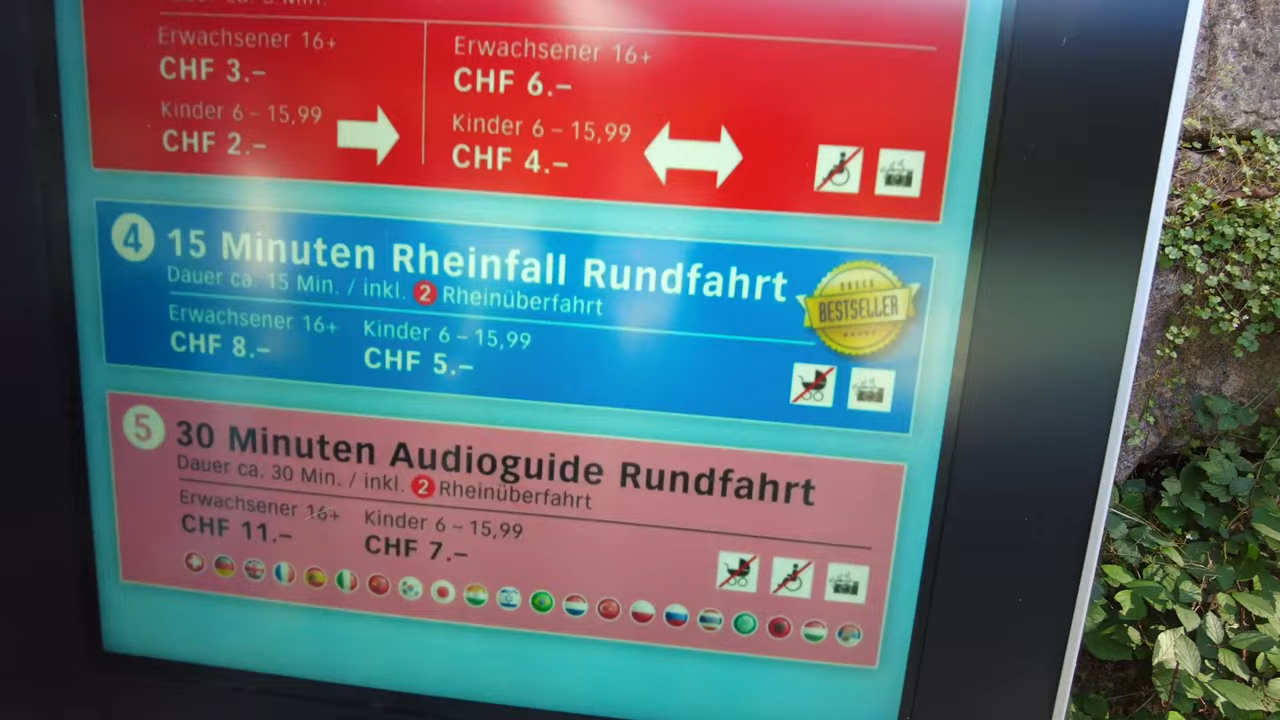 Erwachsener 16+
CHF 3.–
Kinder 6 – 15,99
CHF 2.–
Erwachsener 16+
CHF 6.–
Kinder 6 – 15,99
CHF 4.–
4 15 Minuten Rheinfall Rundfahrt
Dauer ca. 15 Min. / inkl. 2 Rheinüberfahrt
Erwachsener 16+ Kinder 6 – 15,99
CHF 8.– CHF 5.–
BESTSELLER
5 30 Minuten Audioguide Rundfahrt
Dauer ca. 30 Min. / inkl. 2 Rheinüberfahrt
Erwachsener 16+ Kinder 6 – 15,99
CHF 11.– CHF 7.–